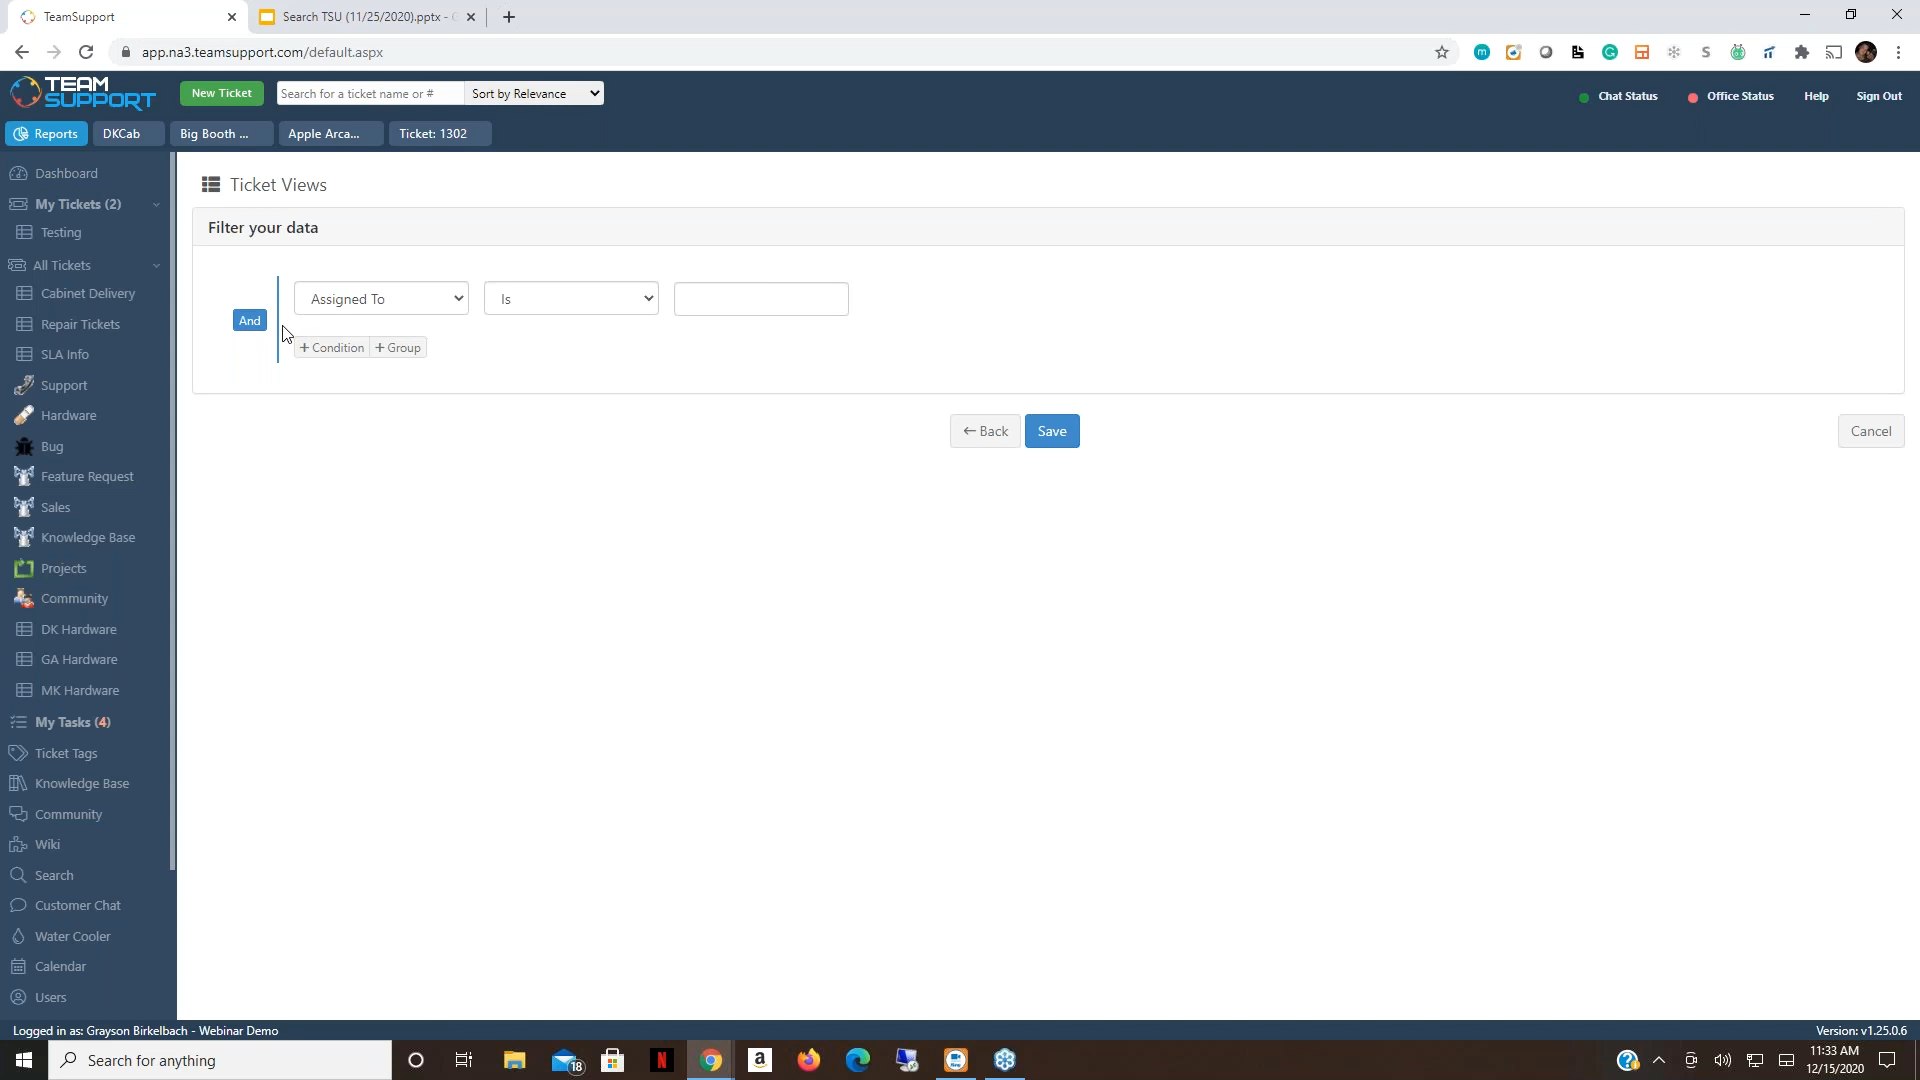 TeamSupport
Search TSU (11/25/2020).pptx - G
app.na3.teamsupport.com/default.aspx
TEAM
SUPPORT
New Ticket
Search for a ticket name or #
Sort by Relevance
Chat Status
Office Status
Help
Sign Out
Reports
DKCab
Big Booth ...
Apple Arca...
Ticket: 1302
Dashboard
My Tickets (2)
Testing
All Tickets
Cabinet Delivery
Repair Tickets
SLA Info
Support
Hardware
Bug
Feature Request
Sales
Knowledge Base
Projects
Community
DK Hardware
GA Hardware
MK Hardware
My Tasks (4)
Ticket Tags
Knowledge Base
Community
Wiki
Search
Customer Chat
Water Cooler
Calendar
Users
Ticket Views
Filter your data
And
Assigned To
Is
+ Condition
+ Group
← Back
Save
Cancel
Logged in as: Grayson Birkelbach - Webinar Demo
Version: v1.25.0.6
Search for anything
18
11:33 AM
12/15/2020